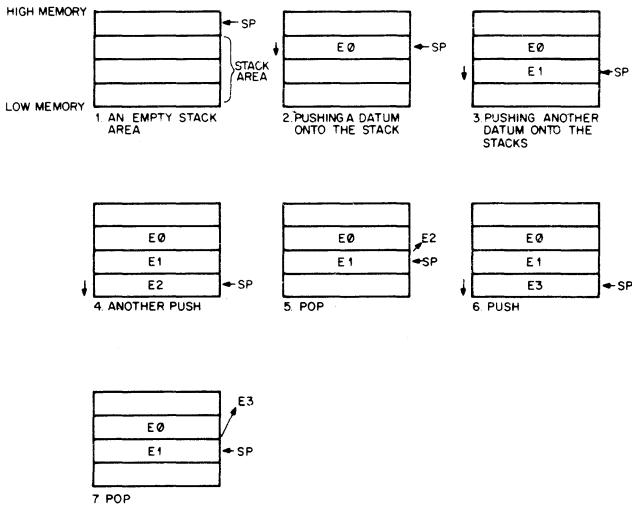 HIGH MEMORY
SP
STACK
AREA
LOW MEMORY
1. AN EMPTY STACK
AREA
EØ
SP
2. PUSHING A DATUM
ONTO THE STACK
EØ
E1
SP
3. PUSHING ANOTHER
DATUM ONTO THE
STACKS
EØ
E1
E2
SP
4. ANOTHER PUSH
EØ
E2
E1
SP
5. POP
EØ
E1
E3
SP
6. PUSH
E3
EØ
E1
SP
7 POP